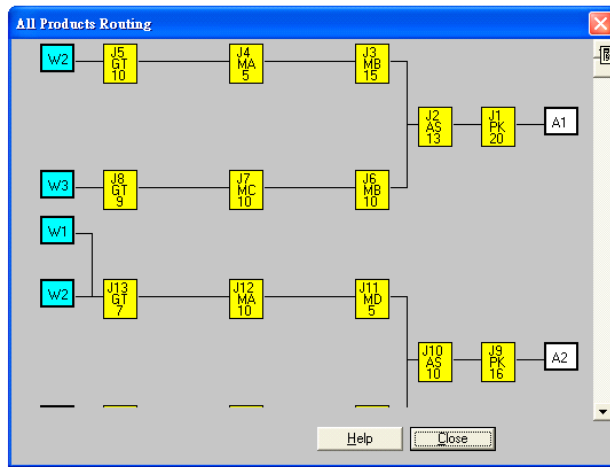 All Products Routing
W2
J5
GT
10
J4
MA
5
J3
MB
15
J2
AS
13
J1
PK
20
A1
W3
J8
GT
9
J7
MC
10
J6
MB
10
W1
W2
J13
GT
7
J12
MA
10
J11
MD
5
J10
AS
10
J9
PK
16
A2
Help
Close